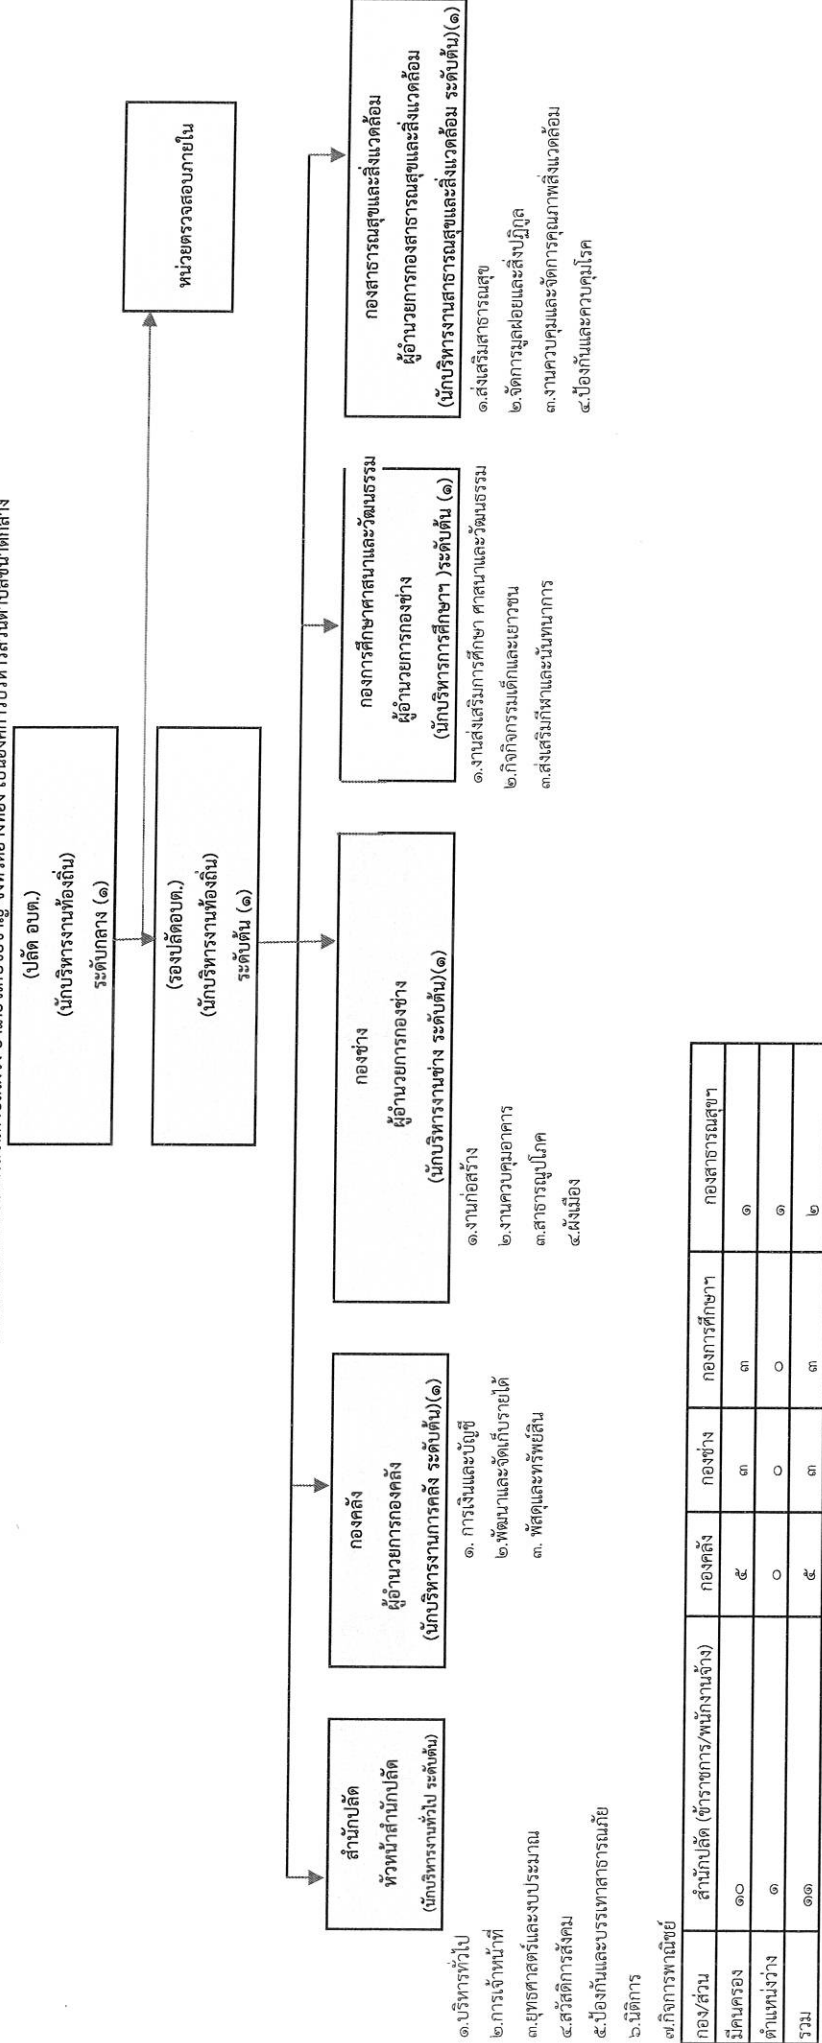 (ปลัด อบต.)
(นักบริหารงานท้องถิ่น)
ระดับกลาง (๑)
หน่วยตรวจสอบภายใน
(รองปลัดอบต.)
(นักบริหารงานท้องถิ่น)
ระดับต้น (๑)
สำนักปลัด
หัวหน้าสำนักปลัด
(นักบริหารงานทั่วไป ระดับต้น)
๑.บริหารทั่วไป
๒.การเจ้าหน้าที่
๓.ยุทธศาสตร์และงบประมาณ
๔.สวัสดิการสังคม
๕.ป้องกันและบรรเทาสาธารณภัย
๖.นิติการ
๗.กิจการพาณิชย์
กองคลัง
ผู้อำนวยการกองคลัง
(นักบริหารงานการคลัง ระดับต้น)(๑)
๑. การเงินและบัญชี
๒.พัฒนาและจัดเก็บรายได้
๓. พัสดุและทรัพย์สิน
กองช่าง
ผู้อำนวยการกองช่าง
(นักบริหารงานช่าง ระดับต้น)(๑)
๑.งานก่อสร้าง
๒.งานควบคุมอาคาร
๓.สาธารณูปโภค
๔.ผังเมือง
กองการศึกษาศาสนาและวัฒนธรรม
ผู้อำนวยการกองช่าง
(นักบริหารการศึกษาฯ )ระดับต้น (๑)
๑.งานส่งเสริมการศึกษา ศาสนาและวัฒนธรรม
๒.กิจกิจกรรมเด็กและเยาวชน
๓.ส่งเสริมกีฬาและนันทนาการ
กองสาธารณสุขและสิ่งแวดล้อม
ผู้อำนวยการกองสาธารณสุขและสิ่งแวดล้อม
(นักบริหารงานสาธารณสุขและสิ่งแวดล้อม ระดับต้น)(๑)
๑.ส่งเสริมสาธารณสุข
๒.จัดการมูลฝอยและสิ่งปฏิกูล
๓.งานควบคุมและจัดการคุณภาพสิ่งแวดล้อม
๔.ป้องกันและควบคุมโรค
กอง/ส่วน สำนักปลัด (ข้าราชการ/พนักงานจ้าง) กองคลัง กองช่าง กองการศึกษาฯ กองสาธารณสุขฯ
มีคนครอง ๑๐ ๕ ๓ ๓ ๑
ตำแหน่งว่าง ๑ ๐ ๐ ๐ ๑
รวม ๑๑ ๕ ๓ ๓ ๒